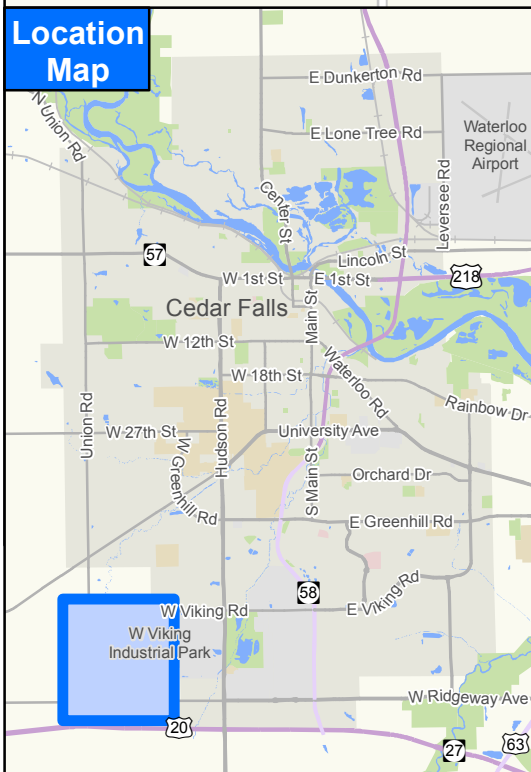 Location
Map
E Dunkerton Rd
N Union Rd
E Lone Tree Rd
Waterloo
Regional
Airport
Leversee Rd
Center St
57
Lincoln St
W 1st St
E 1st St
218
Cedar Falls
Main St
W 12th St
Waterloo Rd
W 18th St
Rainbow Dr
Union Rd
W 27th St
Hudson Rd
University Ave
W Greenhill Rd
S Main St
Orchard Dr
E Greenhill Rd
58
W Viking Rd
E Viking Rd
W Viking
Industrial Park
W Ridgeway Ave
20
27
63